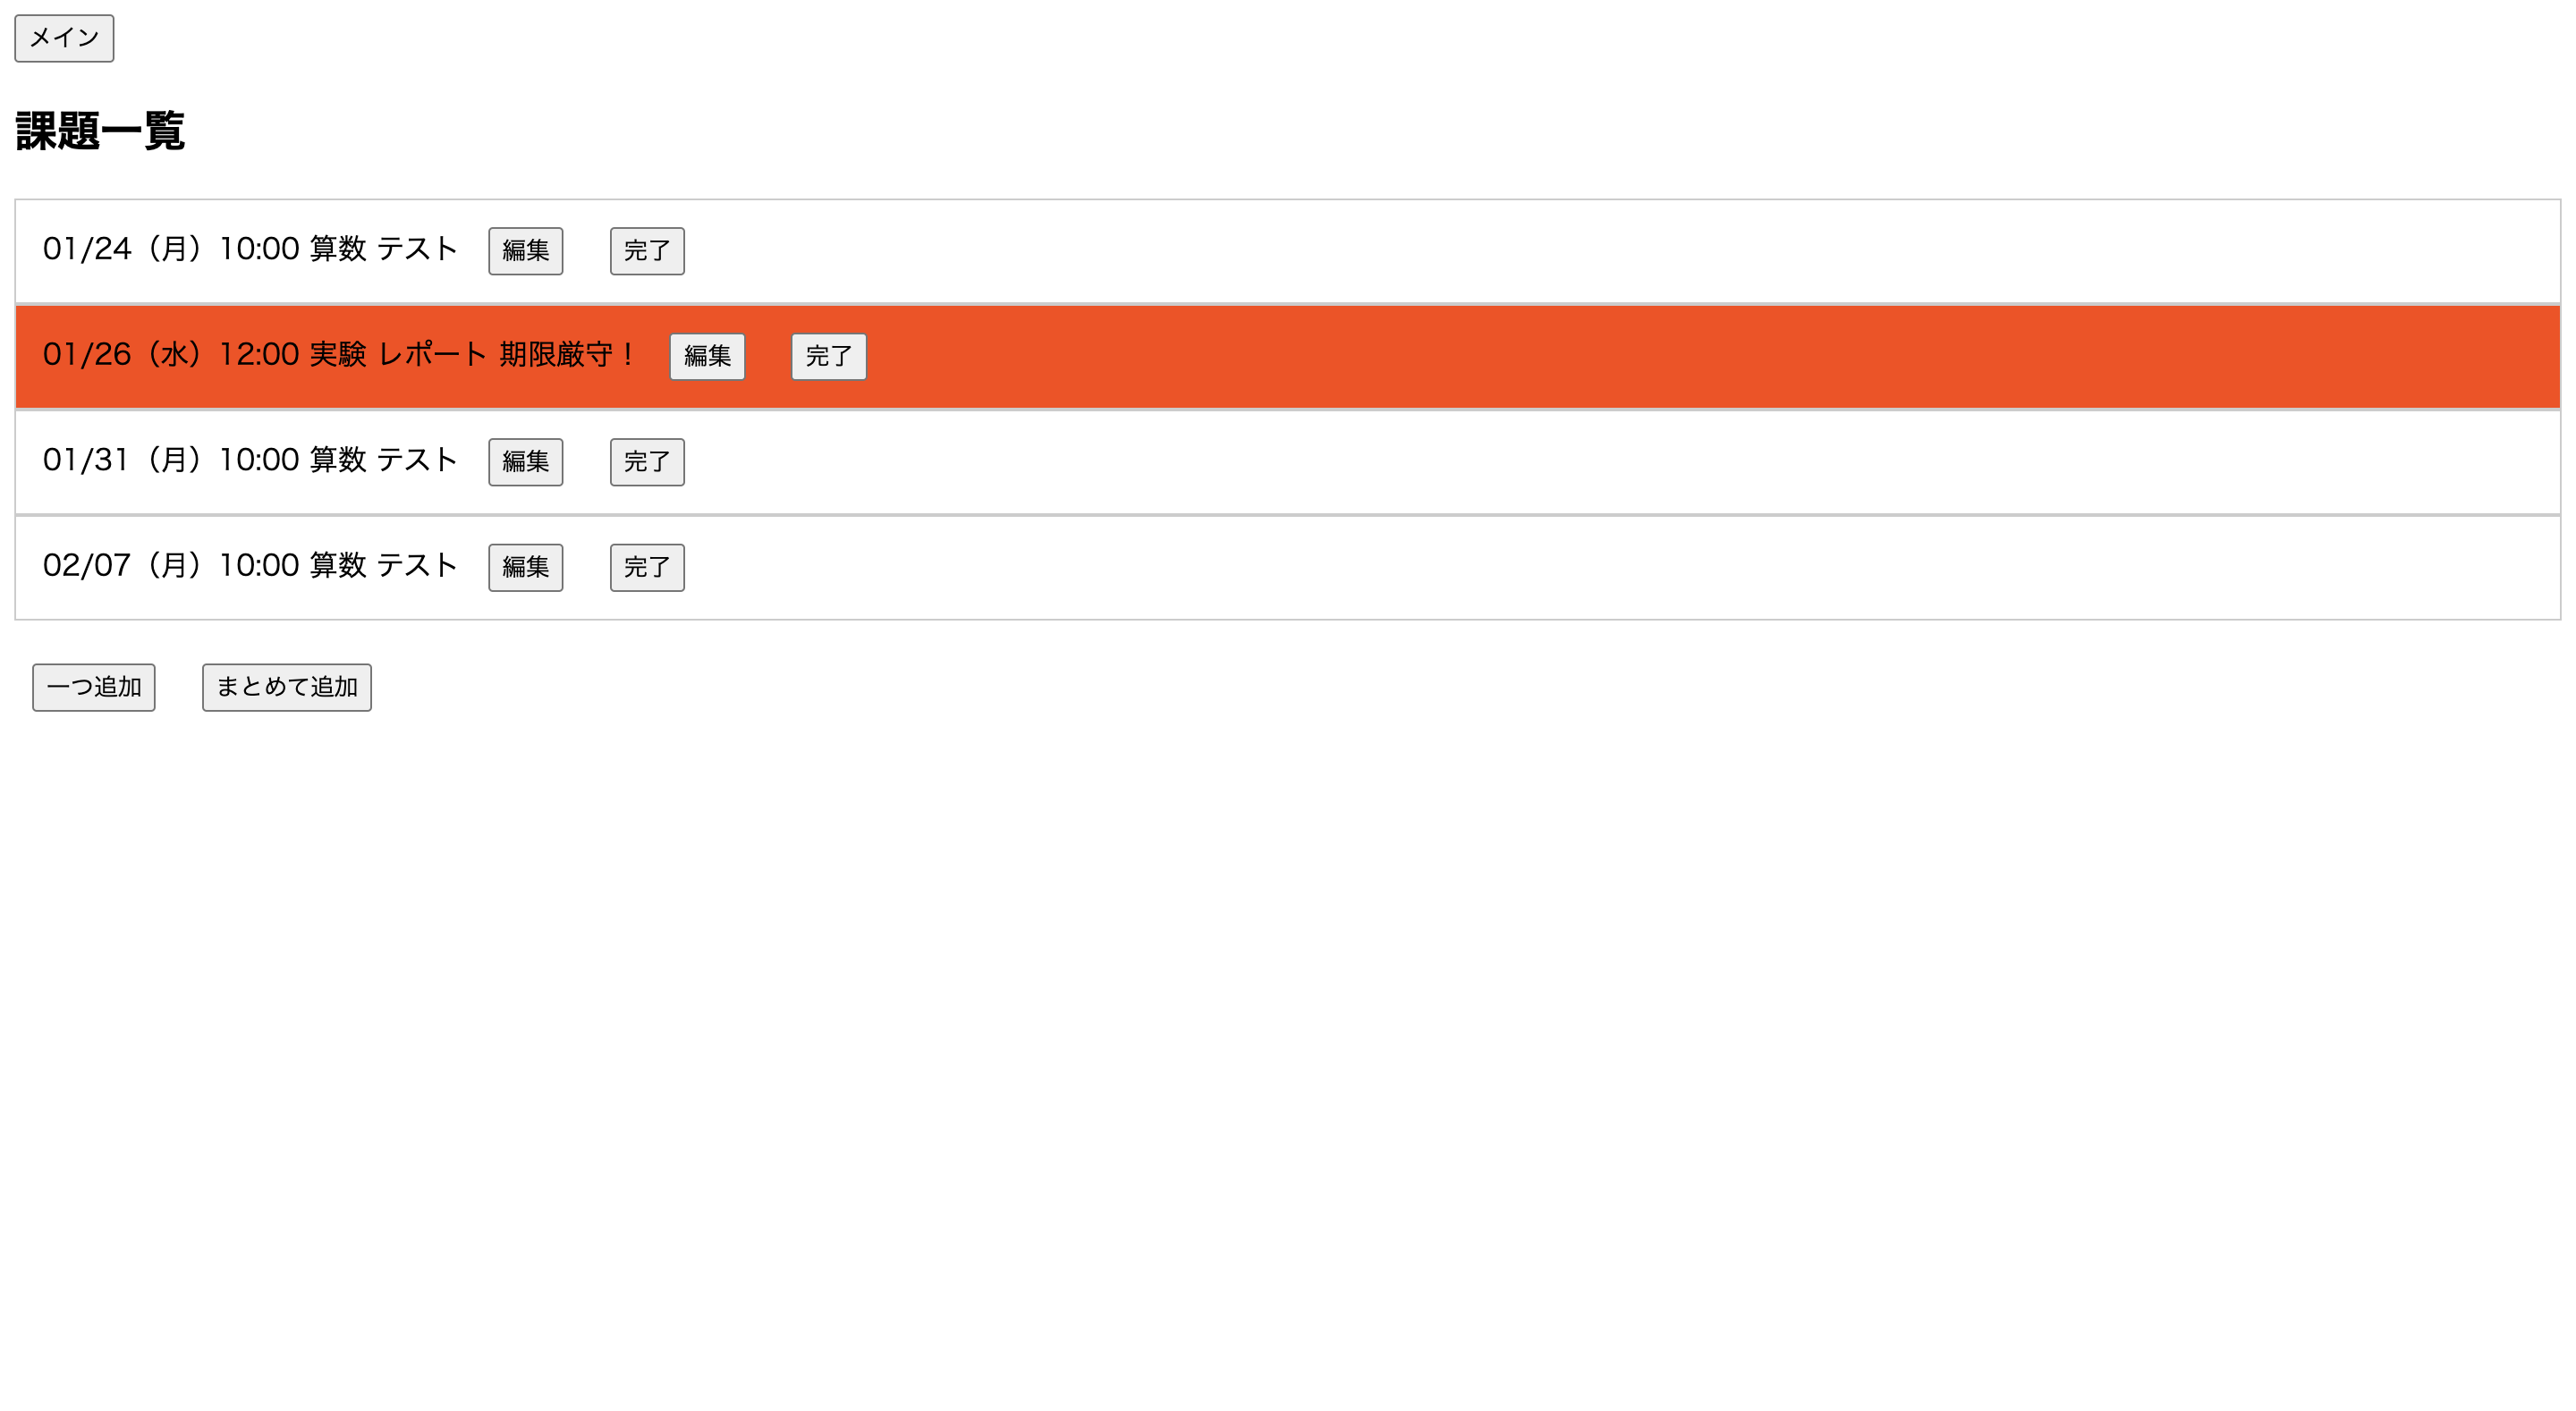 メイン
課題一覧
01/24（月）10:00 算数 テスト 編集 完了
01/26（水）12:00 実験 レポート 期限厳守！ 編集 完了
01/31（月）10:00 算数 テスト 編集 完了
02/07（月）10:00 算数 テスト 編集 完了
一つ追加 まとめて追加